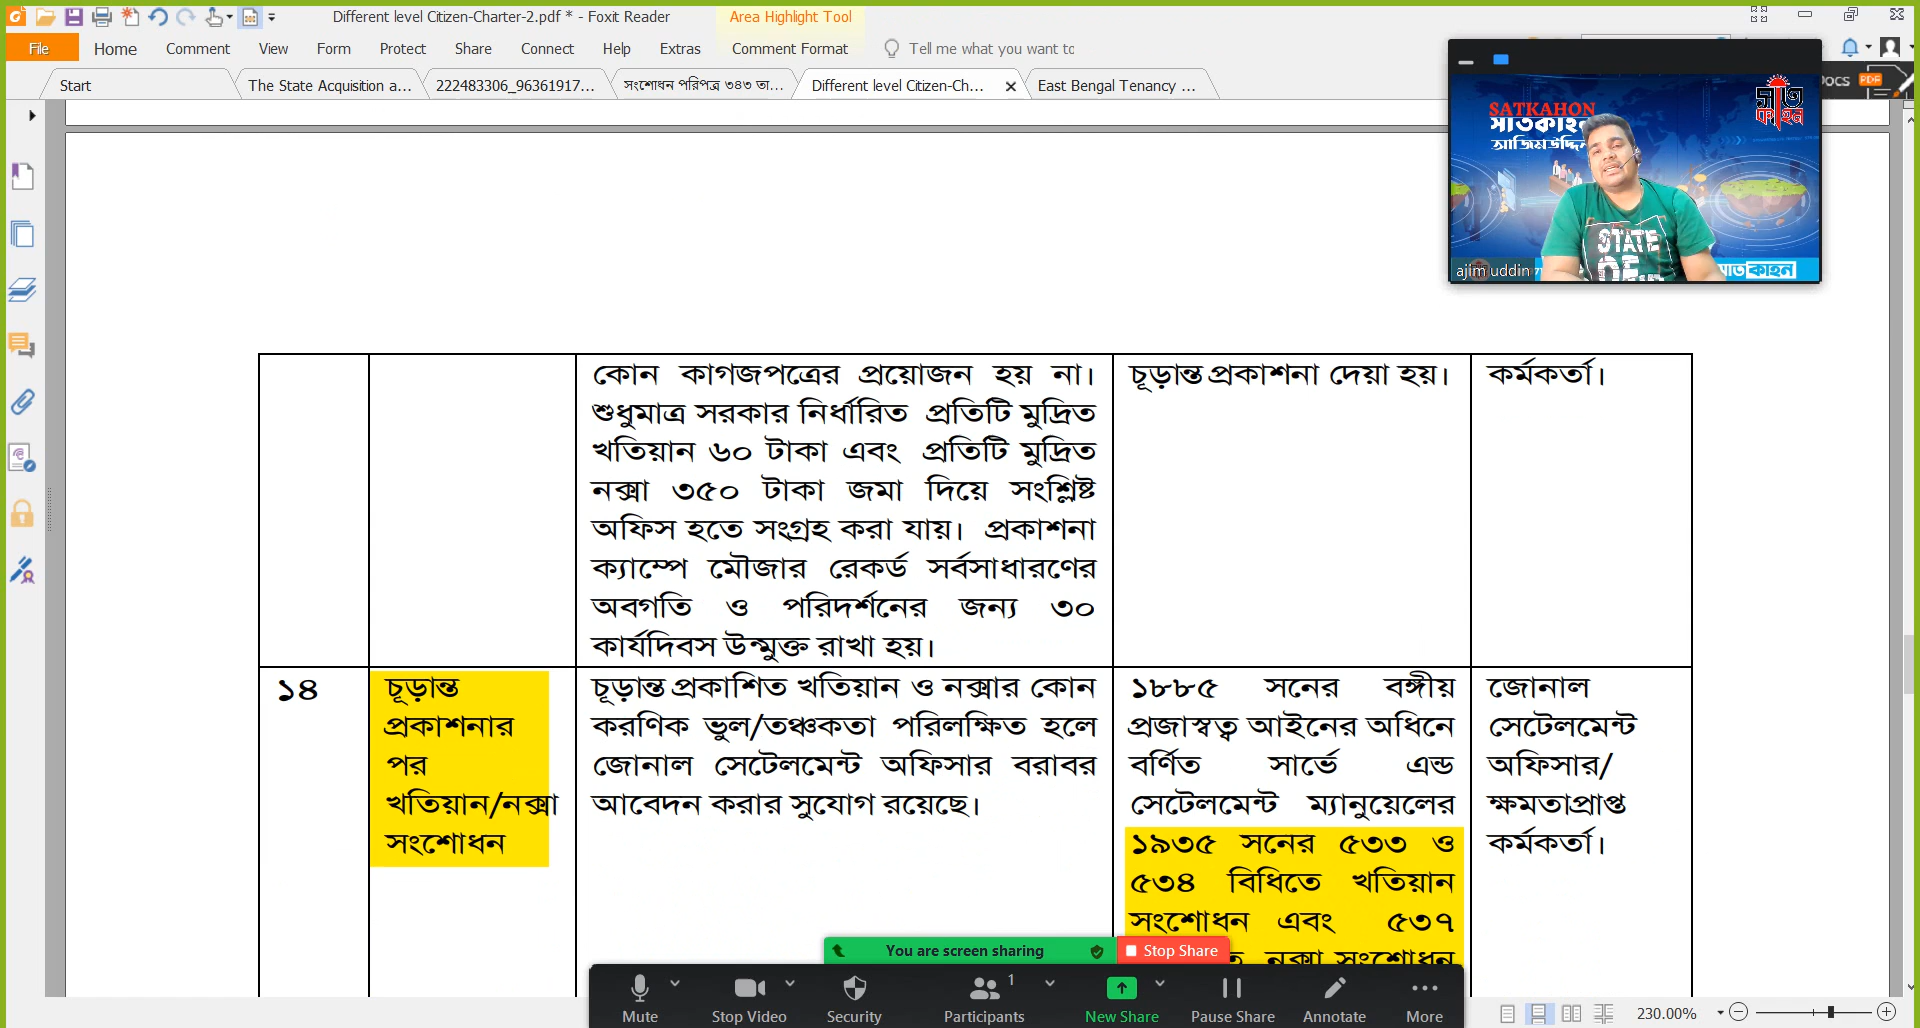 Different level Citizen-Charter-2.pdf * - Foxit Reader
Area Highlight Tool
File Home Comment View Form Protect Share Connect Help Extras Comment Format Tell me what you want to
Start
The State Acquisition a...
222483306_96361917...
সংশোধন পরিপত্র ৩৪৩ তা...
Different level Citizen-Ch...
East Bengal Tenancy ...
Docs
PDF
SATKAHON
সাতকাহন
সাত
কাহন
STATE
ajim uddin
কাহন
কোন কাগজপত্রের প্রয়োজন হয় না।
শুধুমাত্র সরকার নির্ধারিত প্রতিটি মুদ্রিত
খতিয়ান ৬০ টাকা এবং প্রতিটি মুদ্রিত
নক্সা ৩৫০ টাকা জমা দিয়ে সংশ্লিষ্ট
অফিস হতে সংগ্রহ করা যায়। প্রকাশনা
ক্যাম্পে মৌজার রেকর্ড সর্বসাধারণের
অবগতি ও পরিদর্শনের জন্য ৩০
কার্যদিবস উন্মুক্ত রাখা হয়।
চূড়ান্ত প্রকাশনা দেয়া হয়।
কর্মকর্তা।
১৪
চূড়ান্ত
প্রকাশনার
পর
খতিয়ান/নক্সা
সংশোধন
চূড়ান্ত প্রকাশিত খতিয়ান ও নক্সার কোন
করণিক ভুল/তঞ্চকতা পরিলক্ষিত হলে
জোনাল সেটেলমেন্ট অফিসার বরাবর
আবেদন করার সুযোগ রয়েছে।
১৮৮৫ সনের বঙ্গীয়
প্রজাস্বত্ব আইনের অধিনে
বর্ণিত সার্ভে এন্ড
সেটেলমেন্ট ম্যানুয়েলের
১৯৩৫ সনের ৫৩৩ ও
৫৩৪ বিধিতে খতিয়ান
সংশোধন এবং ৫৩৭
নক্সা সংশোধন
জোনাল
সেটেলমেন্ট
অফিসার/
ক্ষমতাপ্রাপ্ত
কর্মকর্তা।
You are screen sharing
Stop Share
Mute
Stop Video
Security
1
Participants
New Share
Pause Share
Annotate
More
230.00%